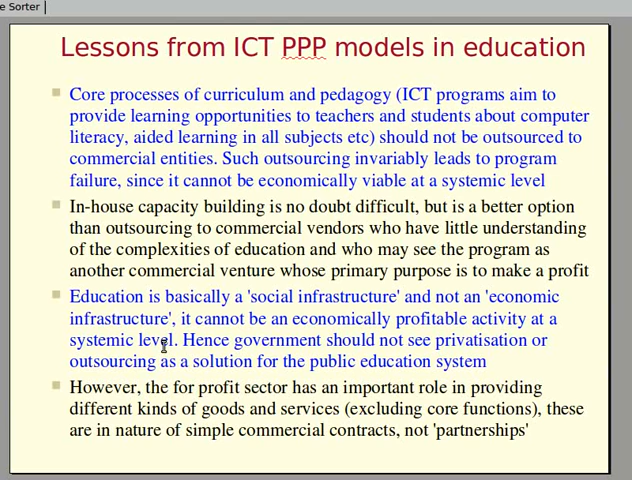 e Sorter
Lessons from ICT PPP models in education
Core processes of curriculum and pedagogy (ICT programs aim to
provide learning opportunities to teachers and students about computer
literacy, aided learning in all subjects etc) should not be outsourced to
commercial entities. Such outsourcing invariably leads to program
failure, since it cannot be economically viable at a systemic level
In-house capacity building is no doubt difficult, but is a better option
than outsourcing to commercial vendors who have little understanding
of the complexities of education and who may see the program as
another commercial venture whose primary purpose is to make a profit
Education is basically a 'social infrastructure' and not an 'economic
infrastructure', it cannot be an economically profitable activity at a
systemic level. Hence government should not see privatisation or
outsourcing as a solution for the public education system
However, the for profit sector has an important role in providing
different kinds of goods and services (excluding core functions), these
are in nature of simple commercial contracts, not 'partnerships'